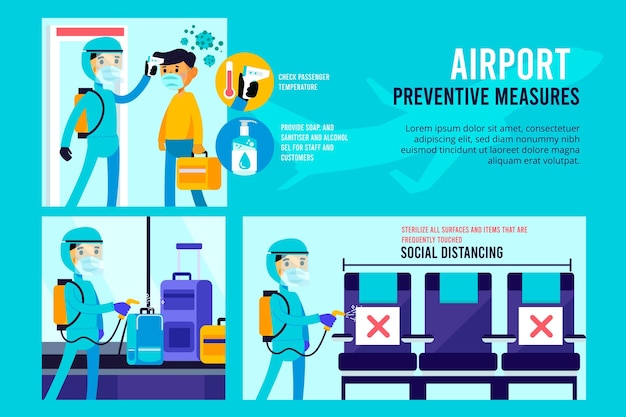 CHECK PASSENGER
TEMPERATURE
PROVIDE SOAP, AND
SANITISER AND ALCOHOL
GEL FOR STAFF AND
CUSTOMERS
AIRPORT
PREVENTIVE MEASURES
Lorem ipsum dolor sit amet, consectetuer
adipiscing elit, sed diam nonummy nibh euismod
tincidunt ut laoreet dolore magna
aliquam erat volutpat.
STERILIZE ALL SURFACES AND ITEMS THAT ARE
FREQUENTLY TOUCHED
SOCIAL DISTANCING